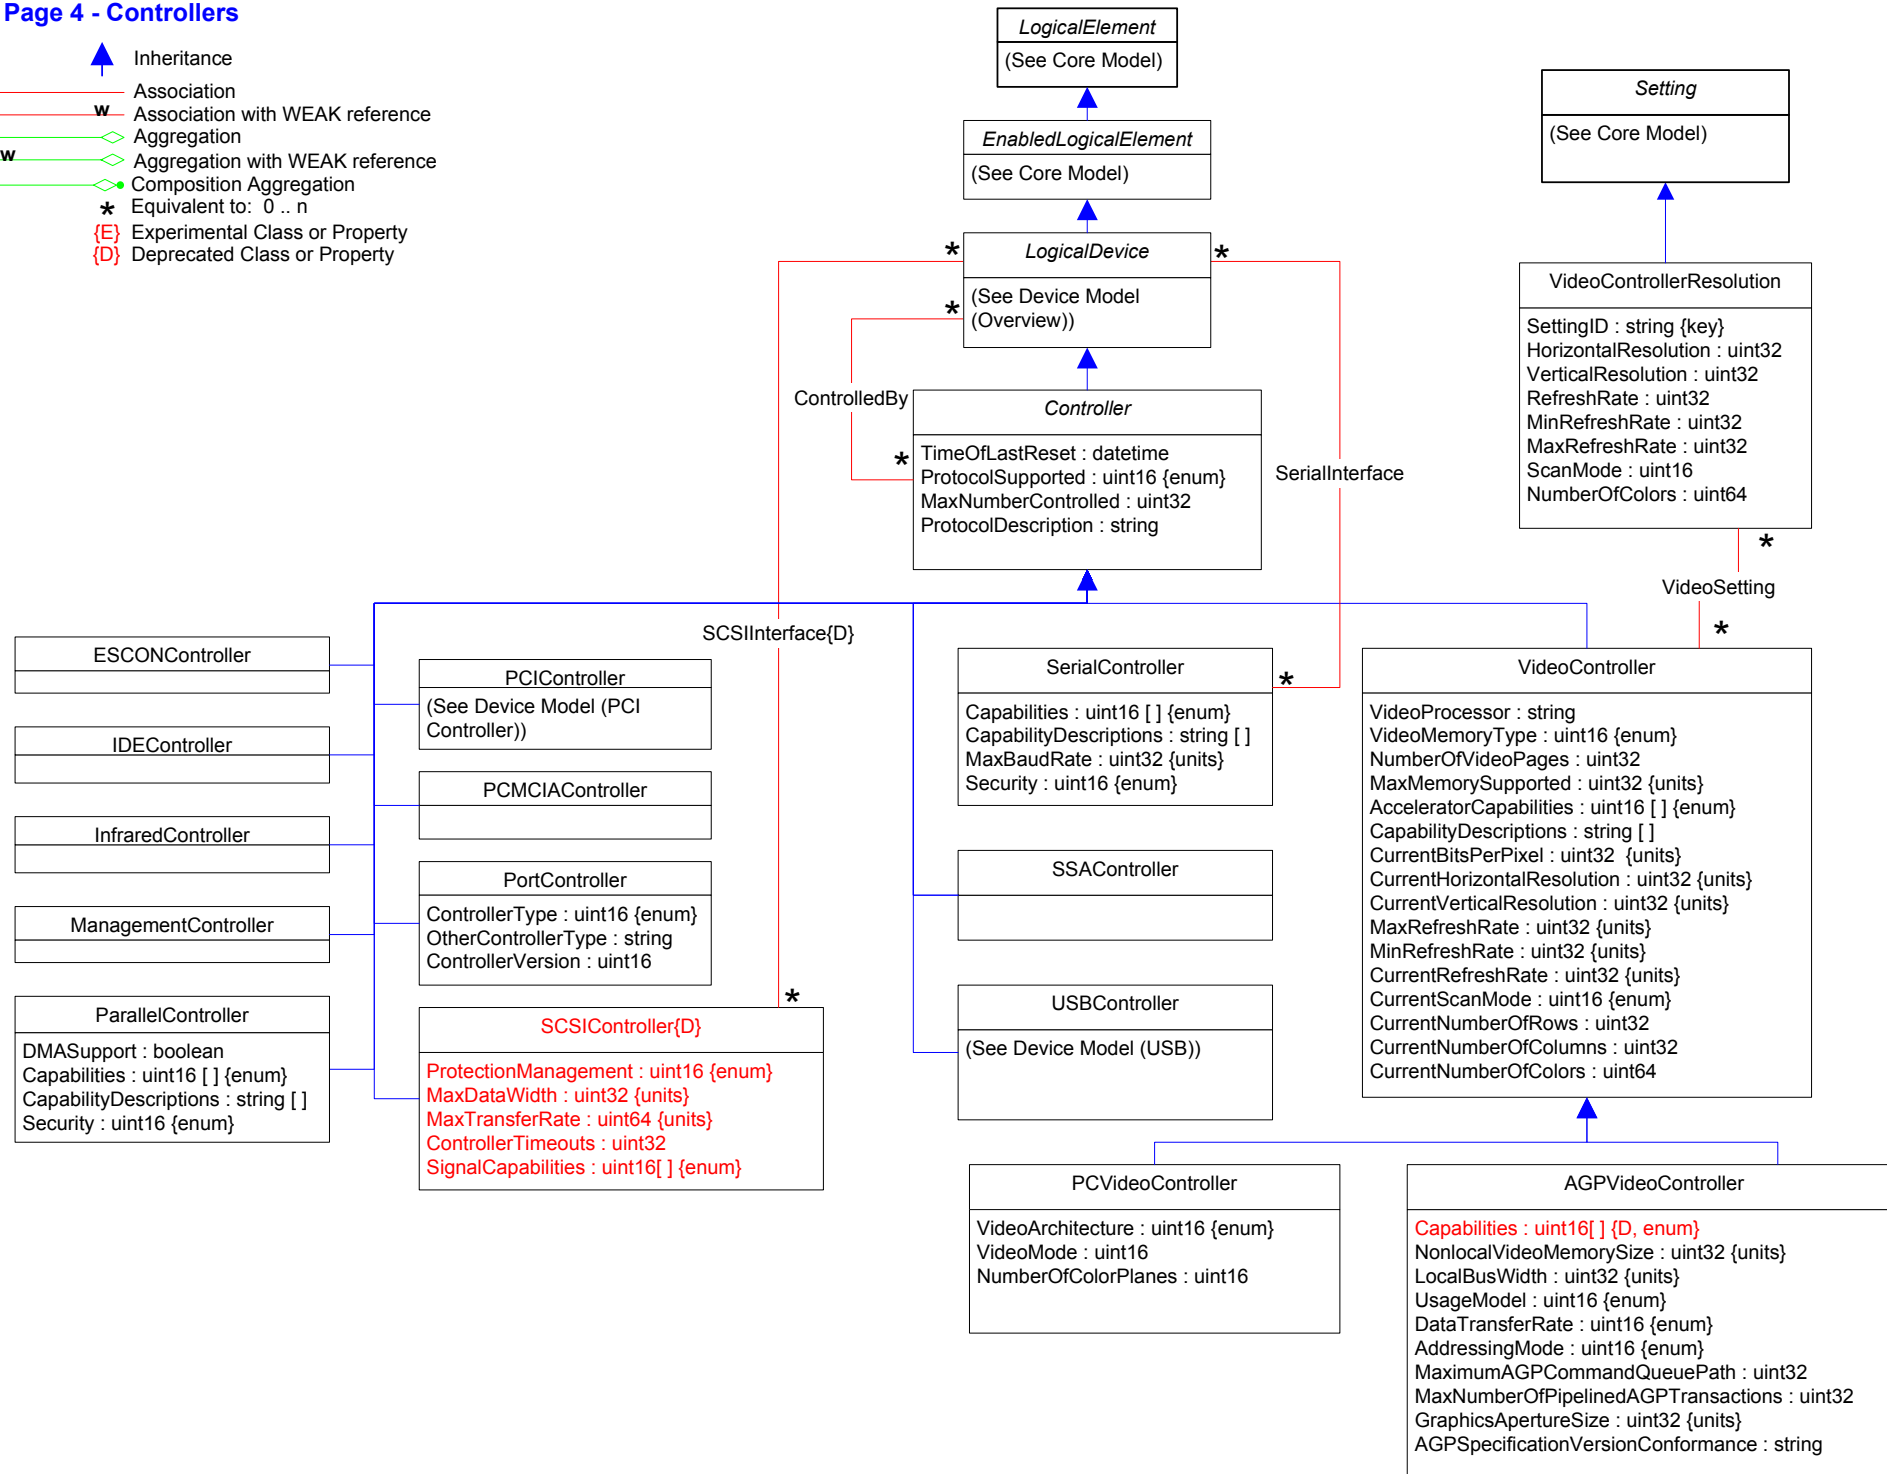 Page 4 - Controllers
Inheritance
Association
w Association with WEAK reference
Aggregation
w Aggregation with WEAK reference
Composition Aggregation
* Equivalent to: 0 .. n
{E} Experimental Class or Property
{D} Deprecated Class or Property
LogicalElement
(See Core Model)
EnabledLogicalElement
(See Core Model)
* LogicalDevice *
(See Device Model
(Overview))
*
ControlledBy
*
Controller
TimeOfLastReset : datetime
ProtocolSupported : uint16 {enum}
MaxNumberControlled : uint32
ProtocolDescription : string
SerialInterface
*
SCSIInterface{D}
*
Setting
(See Core Model)
VideoControllerResolution
SettingID : string {key}
HorizontalResolution : uint32
VerticalResolution : uint32
RefreshRate : uint32
MinRefreshRate : uint32
MaxRefreshRate : uint32
ScanMode : uint16
NumberOfColors : uint64
*
VideoSetting
*
ESCONController
IDEController
InfraredController
ManagementController
ParallelController
DMASupport : boolean
Capabilities : uint16 [ ] {enum}
CapabilityDescriptions : string [ ]
Security : uint16 {enum}
PCIController
(See Device Model (PCI
Controller))
PCMCIAController
PortController
ControllerType : uint16 {enum}
OtherControllerType : string
ControllerVersion : uint16
SCSIController{D}
ProtectionManagement : uint16 {enum}
MaxDataWidth : uint32 {units}
MaxTransferRate : uint64 {units}
ControllerTimeouts : uint32
SignalCapabilities : uint16[ ] {enum}
SerialController
Capabilities : uint16 [ ] {enum}
CapabilityDescriptions : string [ ]
MaxBaudRate : uint32 {units}
Security : uint16 {enum}
SSAController
USBController
(See Device Model (USB))
VideoController
VideoProcessor : string
VideoMemoryType : uint16 {enum}
NumberOfVideoPages : uint32
MaxMemorySupported : uint32 {units}
AcceleratorCapabilities : uint16 [ ] {enum}
CapabilityDescriptions : string [ ]
CurrentBitsPerPixel : uint32 {units}
CurrentHorizontalResolution : uint32 {units}
CurrentVerticalResolution : uint32 {units}
MaxRefreshRate : uint32 {units}
MinRefreshRate : uint32 {units}
CurrentRefreshRate : uint32 {units}
CurrentScanMode : uint16 {enum}
CurrentNumberOfRows : uint32
CurrentNumberOfColumns : uint32
CurrentNumberOfColors : uint64
PCVideoController
VideoArchitecture : uint16 {enum}
VideoMode : uint16
NumberOfColorPlanes : uint16
AGPVideoController
Capabilities : uint16[ ] {D, enum}
NonlocalVideoMemorySize : uint32 {units}
LocalBusWidth : uint32 {units}
UsageModel : uint16 {enum}
DataTransferRate : uint16 {enum}
AddressingMode : uint16 {enum}
MaximumAGPCommandQueuePath : uint32
MaxNumberOfPipelinedAGPTransactions : uint32
GraphicsApertureSize : uint32 {units}
AGPSpecificationVersionConformance : string